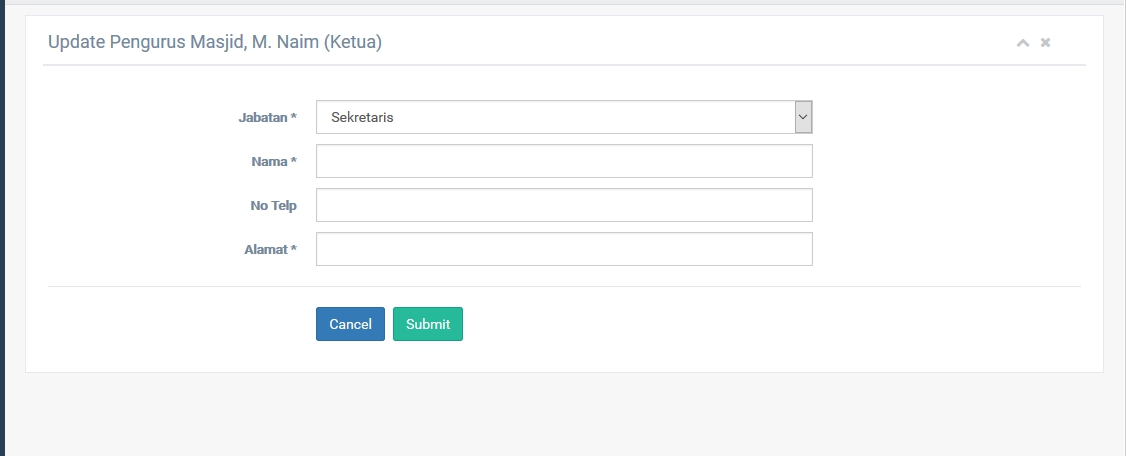 Update Pengurus Masjid, M. Naim (Ketua)
Jabatan * Sekretaris
Nama *
No Telp
Alamat *
Cancel Submit